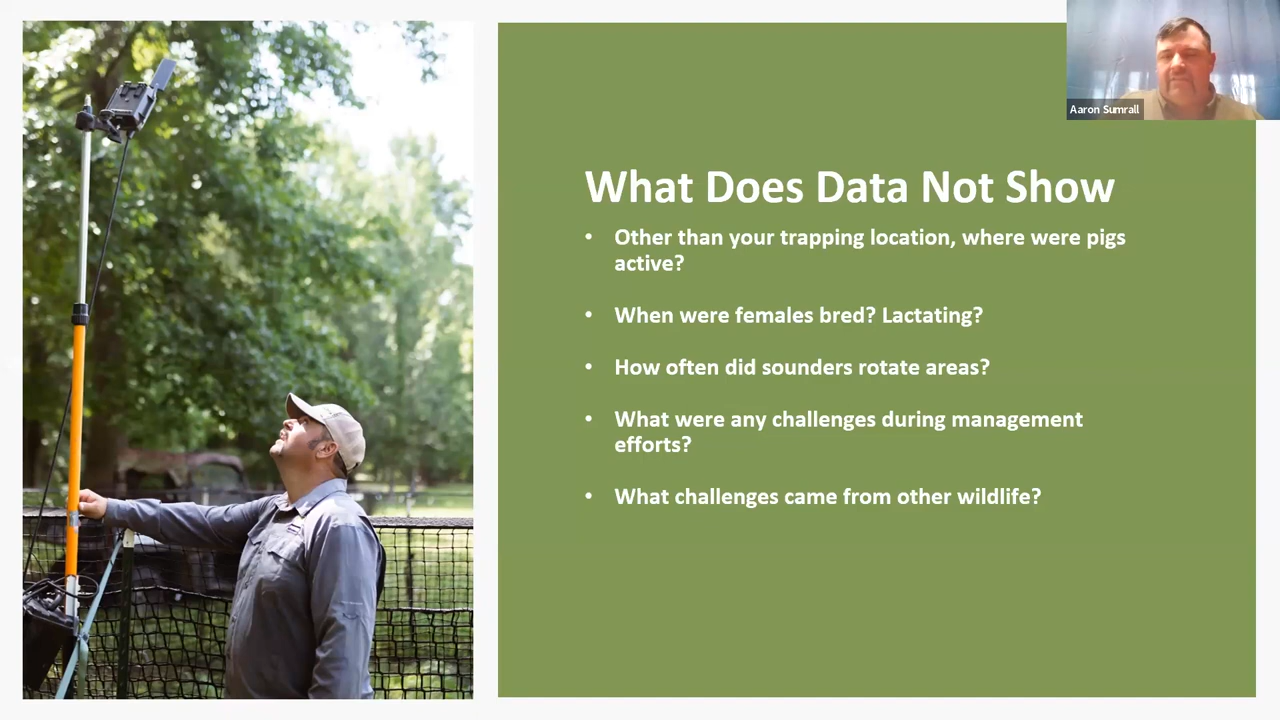 Aaron Sumrall
What Does Data Not Show
• Other than your trapping location, where were pigs
active?
• When were females bred? Lactating?
• How often did sounders rotate areas?
• What were any challenges during management
efforts?
• What challenges came from other wildlife?